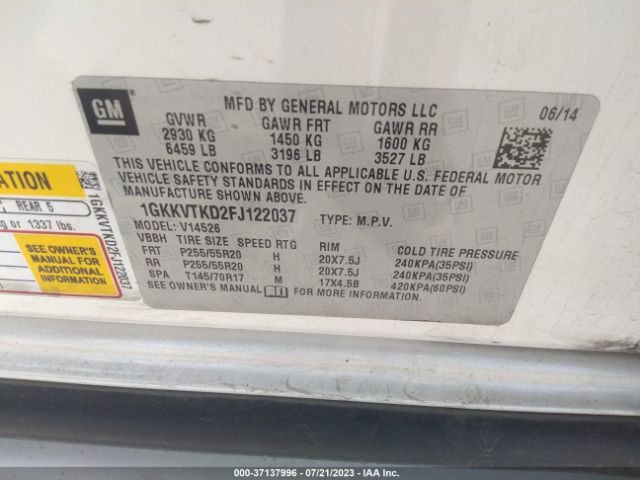 GM
MFD BY GENERAL MOTORS LLC
06/14
GVWR GAWR FRT GAWR RR
2930 KG 1450 KG 1600 KG
6459 LB 3196 LB 3527 LB
THIS VEHICLE CONFORMS TO ALL APPLICABLE U.S. FEDERAL MOTOR
VEHICLE SAFETY STANDARDS IN EFFECT ON THE DATE OF
MANUFACTURE SHOWN ABOVE.
1GKKVTKD2FJ122037 TYPE: M.P.V.
MODEL: V14526
VBBH TIRE SIZE SPEED RTG RIM COLD TIRE PRESSURE
FRT P255/55R20 H 20X7.5J 240KPA(35PSI)
RR P255/55R20 H 20X7.5J 240KPA(35PSI)
SPA T145/70R17 M 17X4.5B 420KPA(60PSI)
SEE OWNER'S MANUAL FOR MORE INFORMATION.
REAR 5
1337 lbs.
SEE OWNER'S
MANUAL FOR
ADDITIONAL
INFORMATION
1GKKVTKD2FJ122037
000-37137996 - 07/21/2023 - IAA Inc.